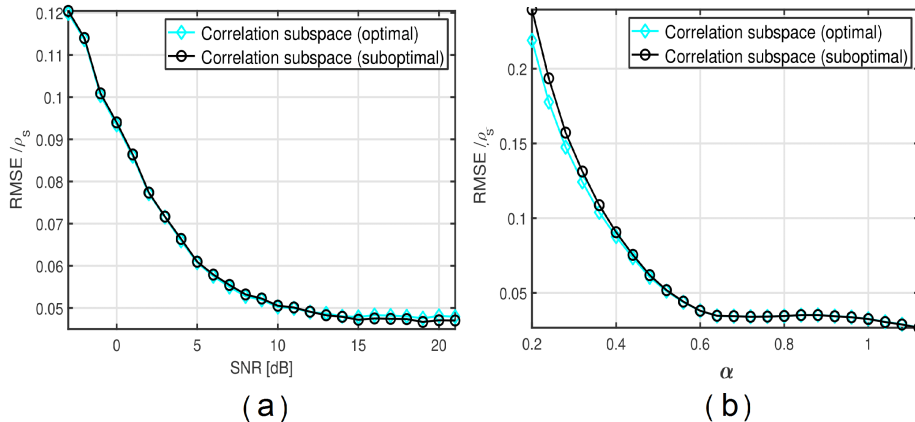 0.12
0.11
0.1
0.09
0.08
0.07
0.06
0.05
RMSE /ρs
0
5
10
15
20
SNR [dB]
Correlation subspace (optimal)
Correlation subspace (suboptimal)
(a)
0.2
0.15
0.1
0.05
RMSE /ρs
0.2
0.4
0.6
0.8
1
α
Correlation subspace (optimal)
Correlation subspace (suboptimal)
(b)